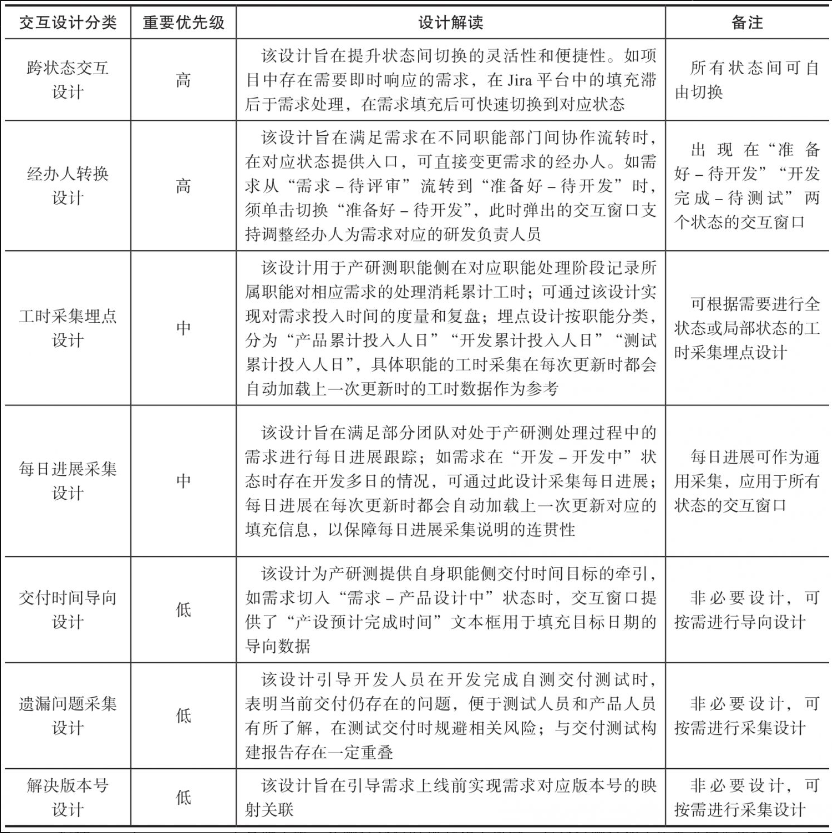 交互设计分类 重要优先级 设计解读 备注
跨状态交互
设计
高
该设计旨在提升状态间切换的灵活性和便捷性。如项
目中存在需要即时响应的需求，在 Jira 平台中的填充滞
后于需求处理，在需求填充后可快速切换到对应状态
所有状态间可自
由切换
经办人转换
设计
高
该设计旨在满足需求在不同职能部门间协作流转时，
在对应状态提供入口，可直接变更需求的经办人。如需
求从“需求－待评审”流转到“准备好－待开发”时，
须单击切换“准备好－待开发”，此时弹出的交互窗口支
持调整经办人为需求对应的研发负责人员
出现在“准备
好－待开发”“开发
完成－待测试”两
个状态的交互窗口
工时采集埋点
设计
中
该设计用于产研测职能侧在对应职能处理阶段记录所
属职能对相应需求的处理消耗累计工时；可通过该设计实
现对需求投入时间的度量和复盘；埋点设计按职能分类，
分为“产品累计投入人日”“开发累计投入人日”“测试
累计投入人日”，具体职能的工时采集在每次更新时都会
自动加载上一次更新时的工时数据作为参考
可根据需要进行全
状态或局部状态的工
时采集埋点设计
每日进展采集
设计
中
该设计旨在满足部分团队对处于产研测处理过程中的
需求进行每日进展跟踪；如需求在“开发－开发中”状
态时存在开发多日的情况，可通过此设计采集每日进展；
每日进展在每次更新时都会自动加载上一次更新对应的
填充信息，以保障每日进展采集说明的连贯性
每日进展可作为通
用采集，应用于所有
状态的交互窗口
交付时间导向
设计
低
该设计为产研测提供自身职能侧交付时间目标的牵引，
如需求切入“需求－产品设计中”状态时，交互窗口提
供了“产设预计完成时间”文本框用于填充目标日期的
导向数据
非必要设计，可
按需进行导向设计
遗漏问题采集
设计
低
该设计引导开发人员在开发完成自测交付测试时，
表明当前交付仍存在的问题，便于测试人员和产品人员
有所了解，在测试交付时规避相关风险；与交付测试构
建报告存在一定重叠
非必要设计，可
按需进行采集设计
解决版本号
设计
低
该设计旨在引导需求上线前实现需求对应版本号的映
射关联
非必要设计，可
按需进行采集设计